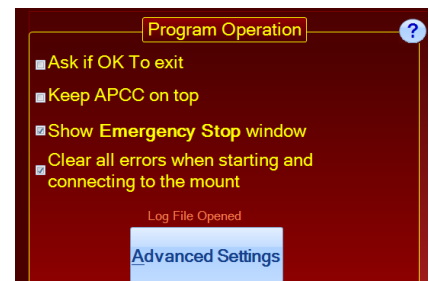 Program Operation
?
Ask if OK To exit
Keep APCC on top
Show Emergency Stop window
Clear all errors when starting and
connecting to the mount
Log File Opened
Advanced Settings